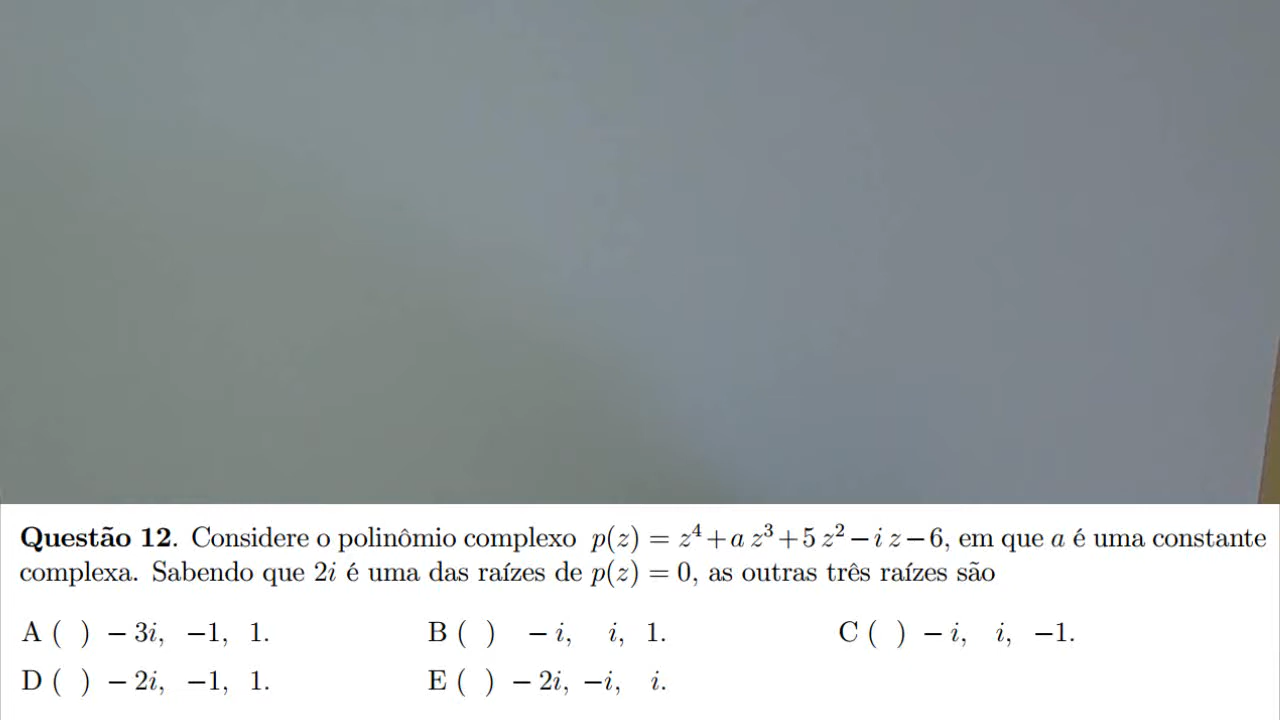 Questão 12. Considere o polinômio complexo p(z) = z⁴ + a z³ + 5 z² − i z − 6, em que a é uma constante
complexa. Sabendo que 2i é uma das raízes de p(z) = 0, as outras três raízes são
A ( ) − 3i, −1, 1. B ( ) − i, i, 1. C ( ) − i, i, −1.
D ( ) − 2i, −1, 1. E ( ) − 2i, −i, i.